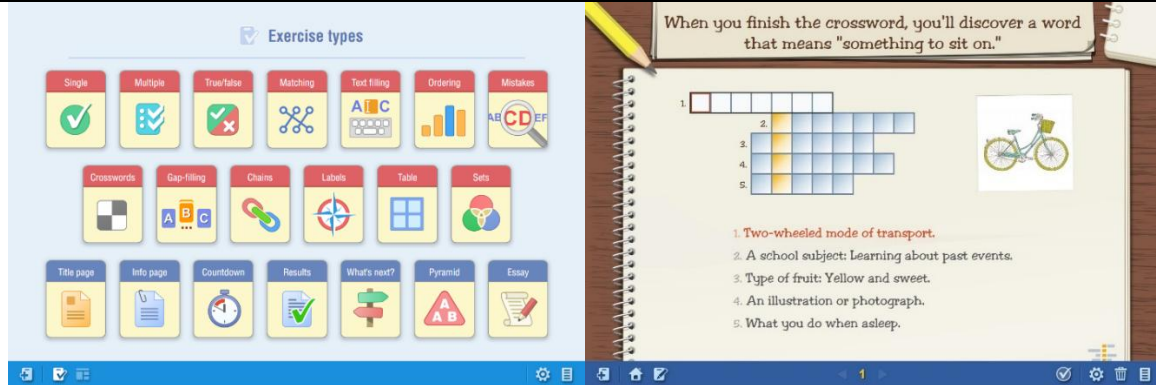 Exercise types
Single
Multiple
True/false
Matching
Text filling
Ordering
Mistakes
A I C
AB CD EF
Crosswords
Gap-filling
Chains
Labels
Table
Sets
A B C
Title page
Info page
Countdown
Results
What's next?
Pyramid
Essay
A
A B
When you finish the crossword, you'll discover a word
that means "something to sit on."
1.
2.
3.
4.
5.
1. Two-wheeled mode of transport.
2. A school subject: Learning about past events.
3. Type of fruit: Yellow and sweet.
4. An illustration or photograph.
5. What you do when asleep.
1